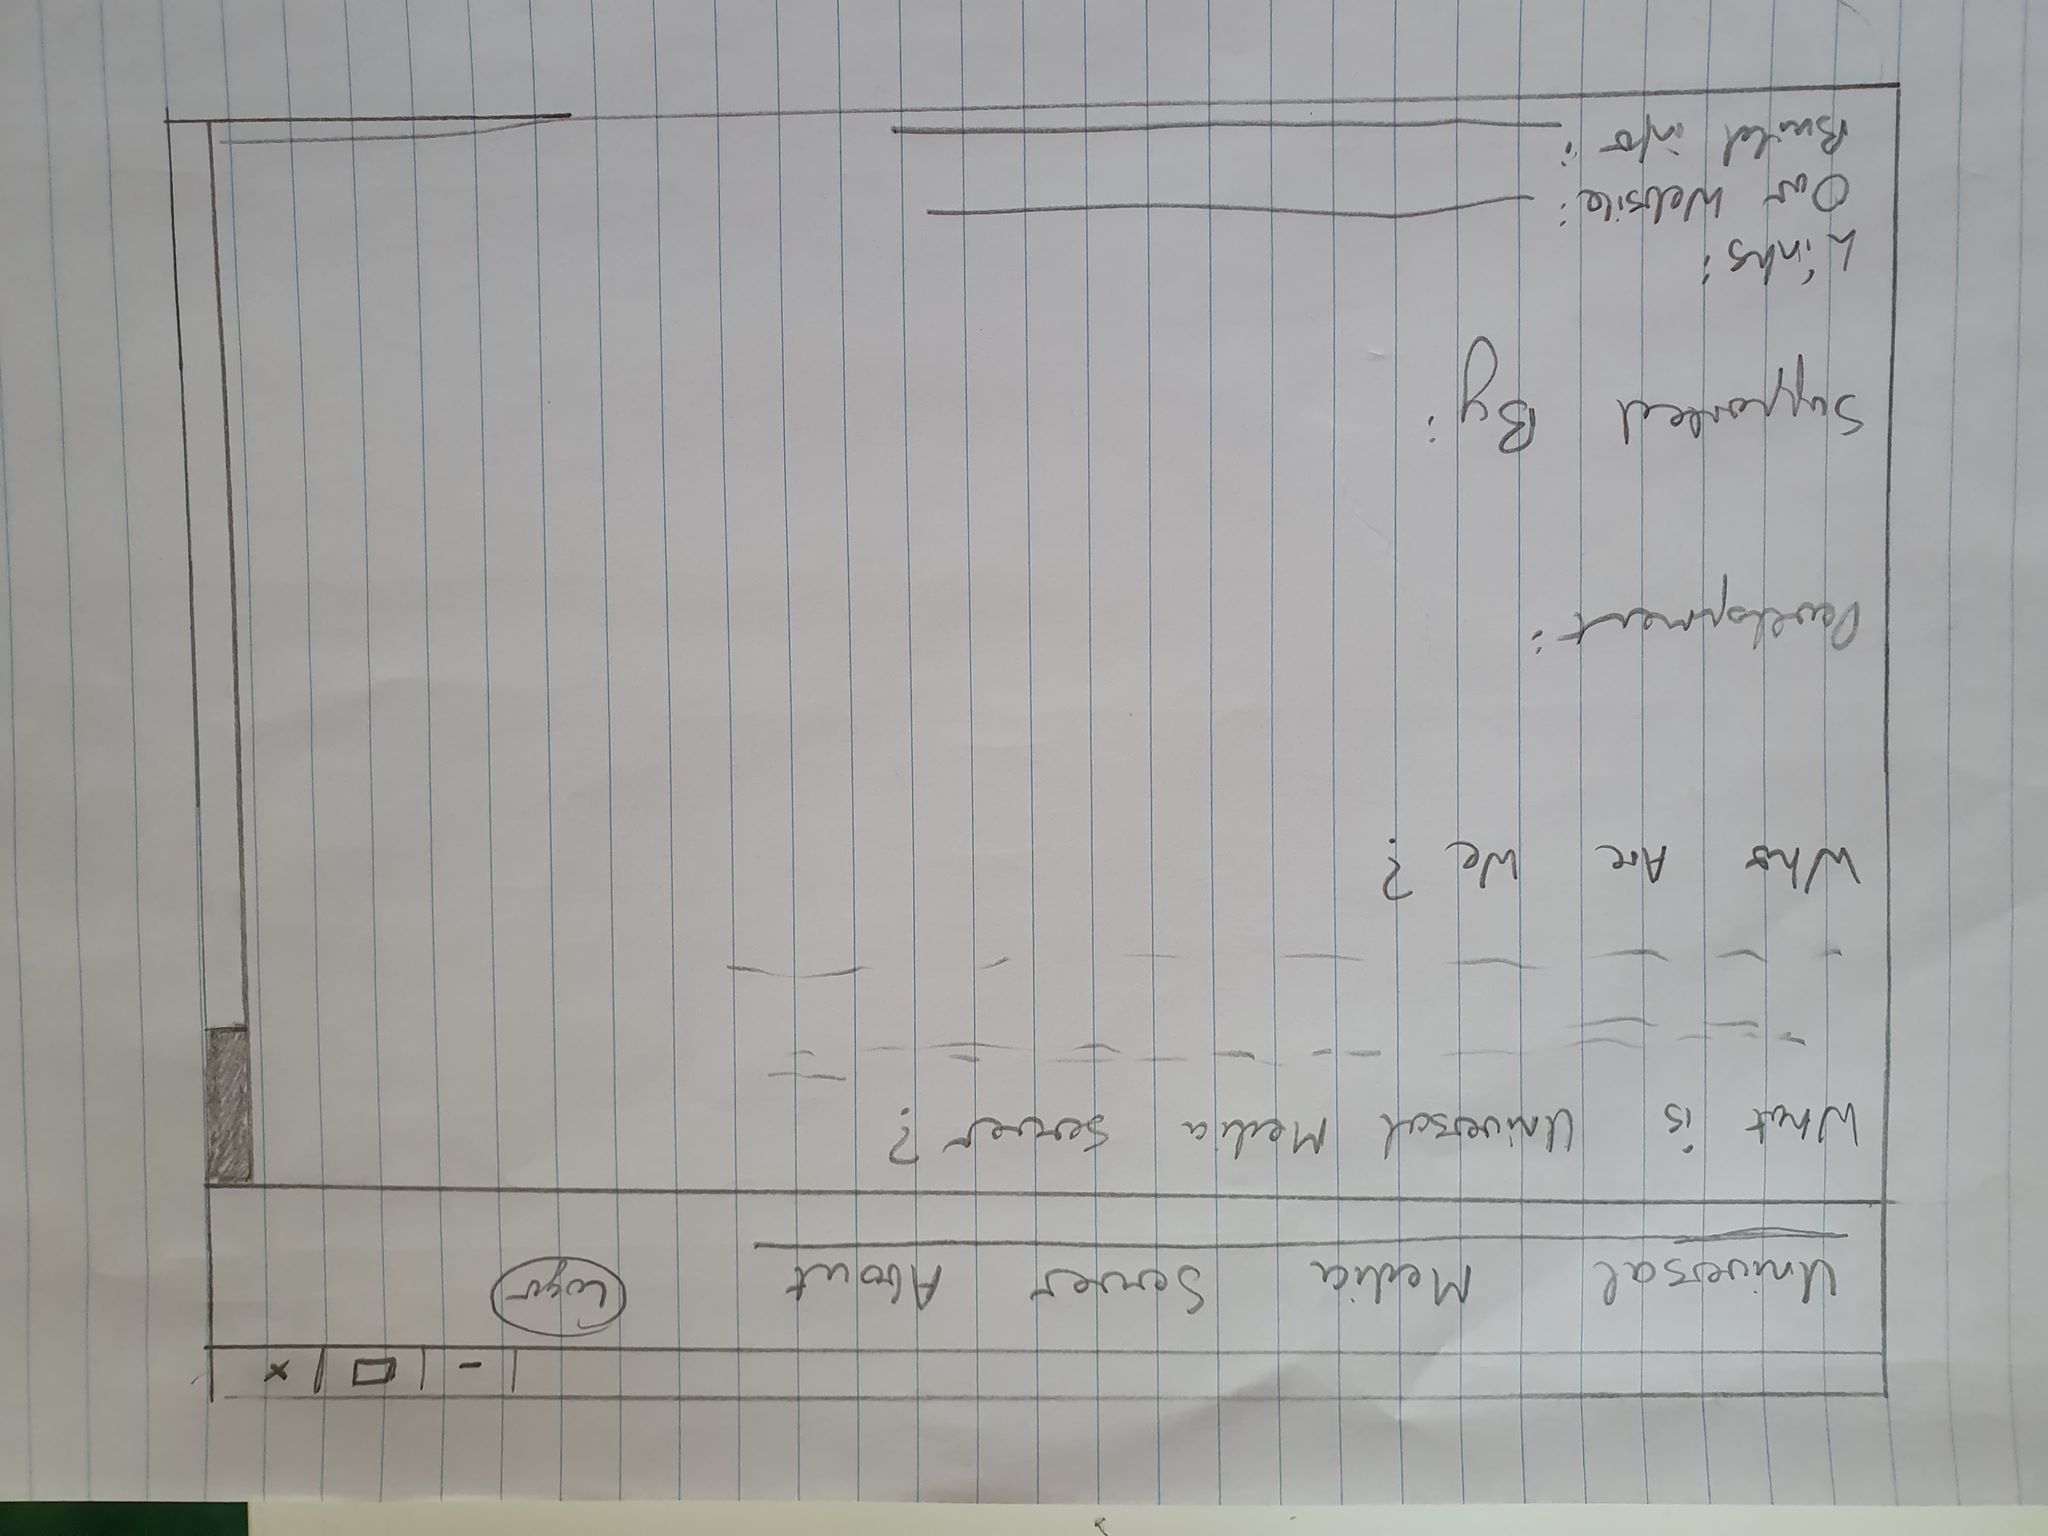 Universal Media Server About Logo
What is Universal Media Server?
Who Are We?
Development:
Supported By:
Links:
Our Website:
Build info: